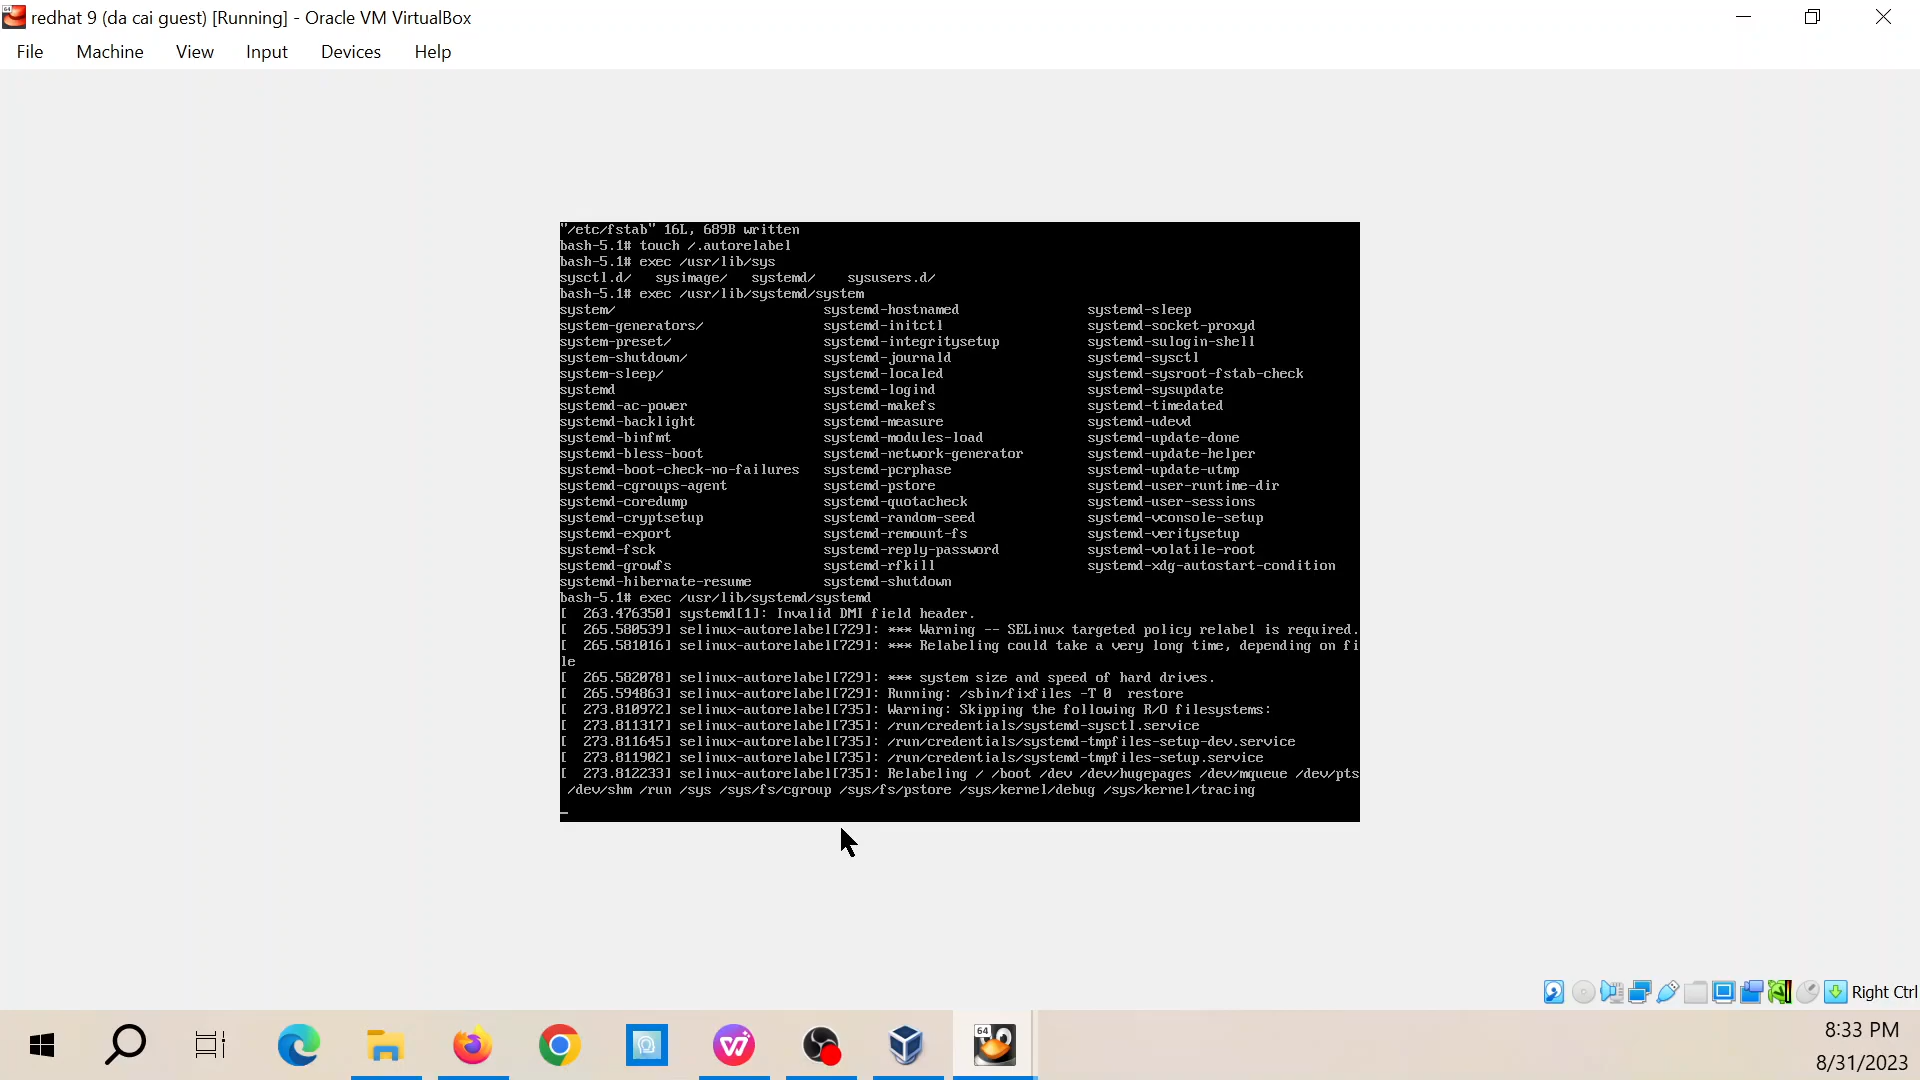 redhat 9 (da cai guest) [Running] - Oracle VM VirtualBox
File Machine View Input Devices Help
"/etc/fstab" 16L, 689B written
bash-5.1# touch /.autorelabel
bash-5.1# exec /usr/lib/sys
sysctl.d/ sysimage/ systemd/ sysusers.d/
bash-5.1# exec /usr/lib/systemd/system
system/ systemd-hostnamed systemd-sleep
system-generators/ systemd-initctl systemd-socket-proxyd
system-preset/ systemd-integritysetup systemd-sulogin-shell
system-shutdown/ systemd-journald systemd-sysctl
system-sleep/ systemd-localed systemd-sysroot-fstab-check
systemd systemd-logind systemd-sysupdate
systemd-ac-power systemd-makefs systemd-timedated
systemd-backlight systemd-measure systemd-udevd
systemd-binfmt systemd-modules-load systemd-update-done
systemd-bless-boot systemd-network-generator systemd-update-helper
systemd-boot-check-no-failures systemd-pcrphase systemd-update-utmp
systemd-cgroups-agent systemd-pstore systemd-user-runtime-dir
systemd-coredump systemd-quotacheck systemd-user-sessions
systemd-cryptsetup systemd-random-seed systemd-vconsole-setup
systemd-export systemd-remount-fs systemd-veritysetup
systemd-fsck systemd-reply-password systemd-volatile-root
systemd-growfs systemd-rfkill systemd-xdg-autostart-condition
systemd-hibernate-resume systemd-shutdown
bash-5.1# exec /usr/lib/systemd/systemd
[  263.476350] systemd[1]: Invalid DMI field header.
[  265.580539] selinux-autorelabel[729]: *** Warning -- SELinux targeted policy relabel is required.
[  265.581016] selinux-autorelabel[729]: *** Relabeling could take a very long time, depending on fi
le
[  265.582078] selinux-autorelabel[729]: *** system size and speed of hard drives.
[  265.594863] selinux-autorelabel[729]: Running: /sbin/fixfiles -T 0  restore
[  273.810972] selinux-autorelabel[735]: Warning: Skipping the following R/O filesystems:
[  273.811317] selinux-autorelabel[735]: /run/credentials/systemd-sysctl.service
[  273.811645] selinux-autorelabel[735]: /run/credentials/systemd-tmpfiles-setup-dev.service
[  273.811902] selinux-autorelabel[735]: /run/credentials/systemd-tmpfiles-setup.service
[  273.812233] selinux-autorelabel[735]: Relabeling / /boot /dev /dev/hugepages /dev/mqueue /dev/pts
/dev/shm /run /sys /sys/fs/cgroup /sys/fs/pstore /sys/kernel/debug /sys/kernel/tracing
Right Ctrl
64
8:33 PM
8/31/2023